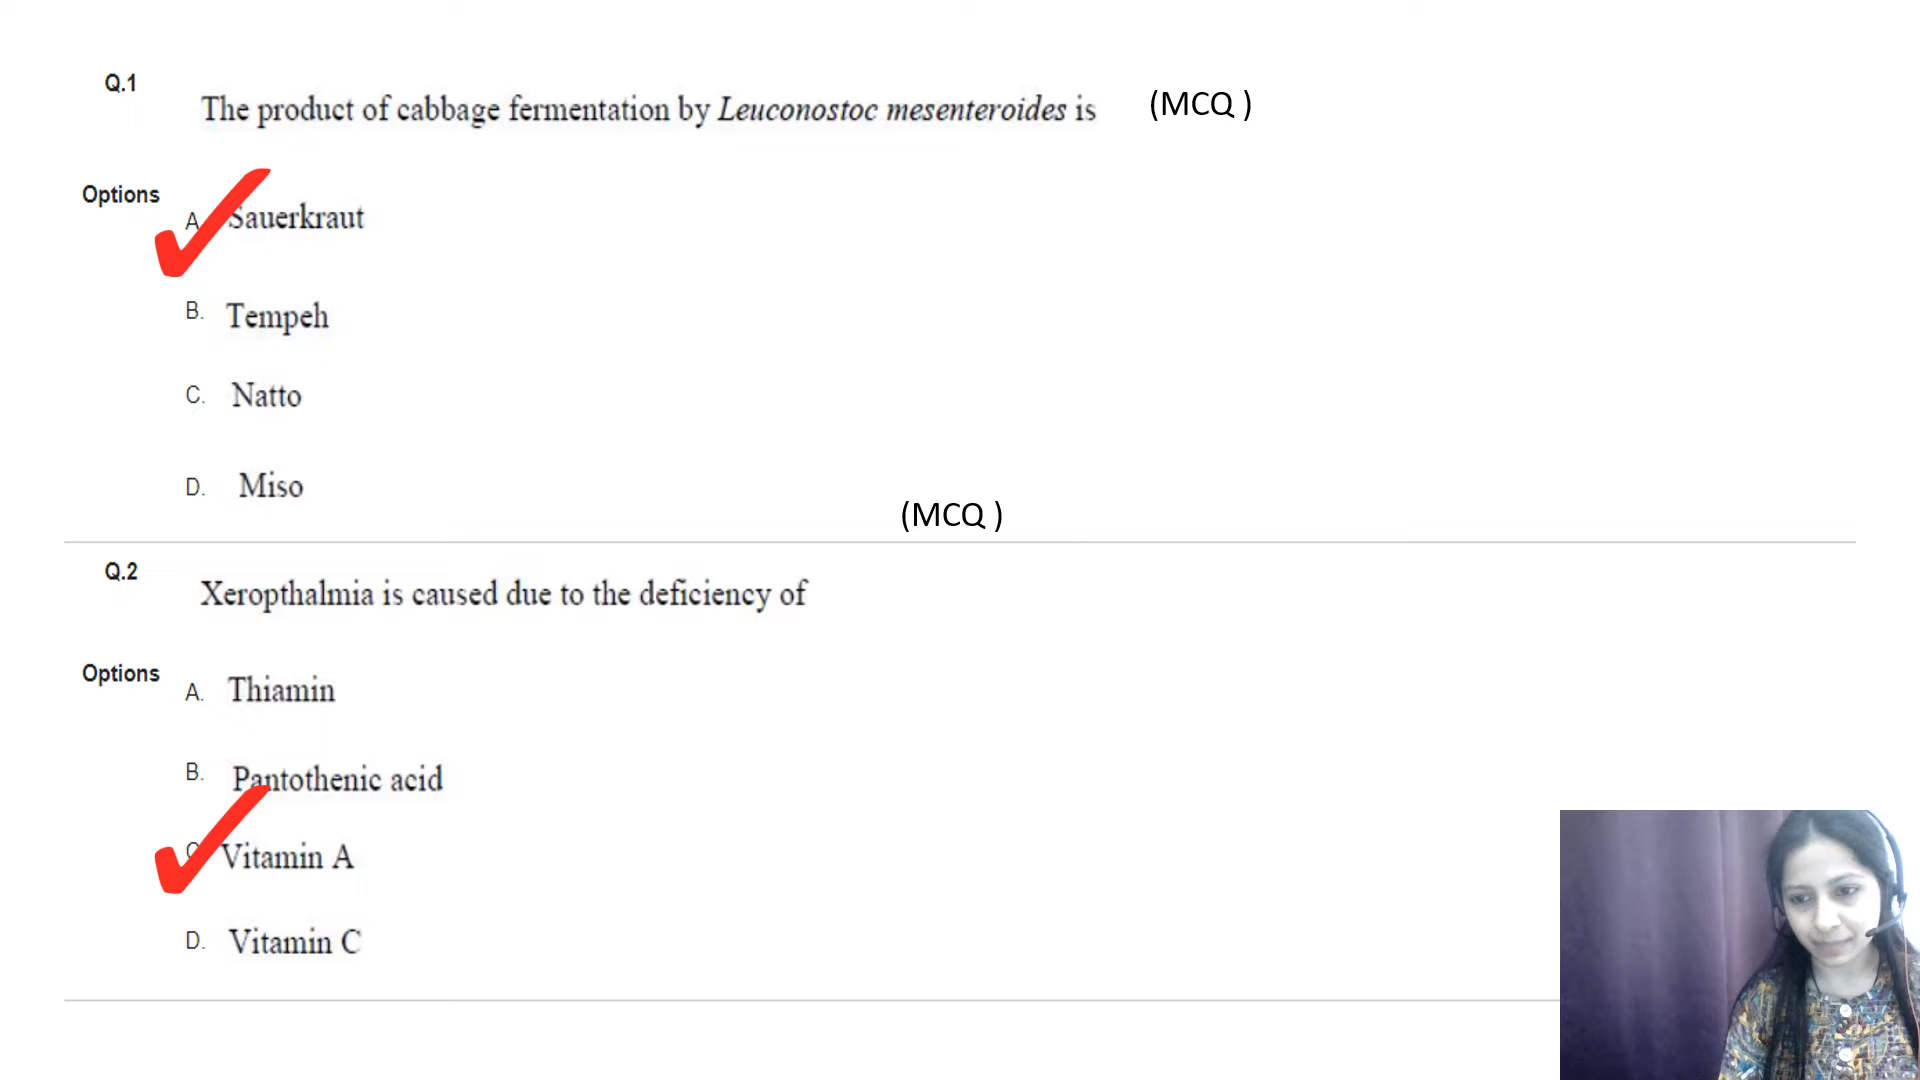 Q.1
The product of cabbage fermentation by Leuconostoc mesenteroides is (MCQ )
Options
A. Sauerkraut
B. Tempeh
C. Natto
D. Miso
(MCQ )
Q.2
Xeropthalmia is caused due to the deficiency of
Options
A. Thiamin
B. Pantothenic acid
C Vitamin A
D. Vitamin C